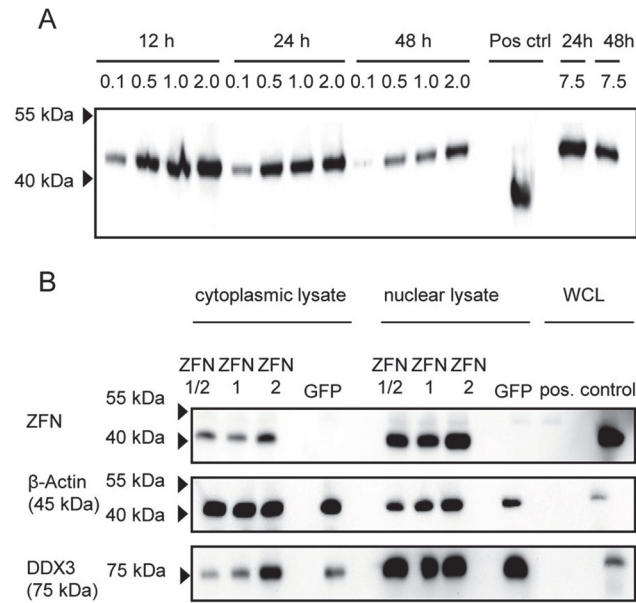 A
12 h 24 h 48 h Pos ctrl 24h 48h
0.1 0.5 1.0 2.0 0.1 0.5 1.0 2.0 0.1 0.5 1.0 2.0 7.5 7.5
55 kDa
40 kDa
B
cytoplasmic lysate nuclear lysate WCL
ZFN ZFN ZFN ZFN ZFN ZFN
1/2 1 2 GFP 1/2 1 2 GFP pos. control
55 kDa
ZFN
40 kDa
β-Actin 55 kDa
(45 kDa) 40 kDa
DDX3 75 kDa
(75 kDa)